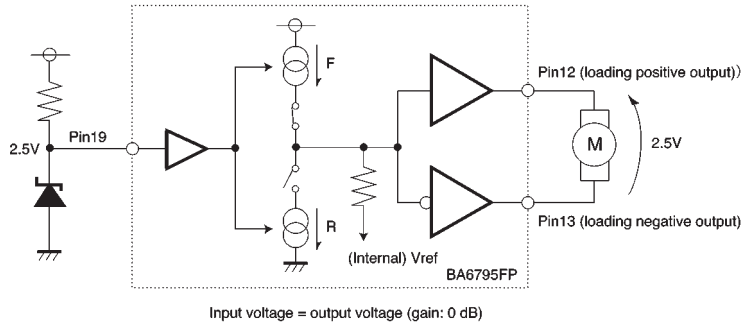 F
Pin12 (loading positive output))
Pin19
2.5V
M
2.5V
R
Pin13 (loading negative output)
(Internal) Vref
BA6795FP
Input voltage = output voltage (gain: 0 dB)